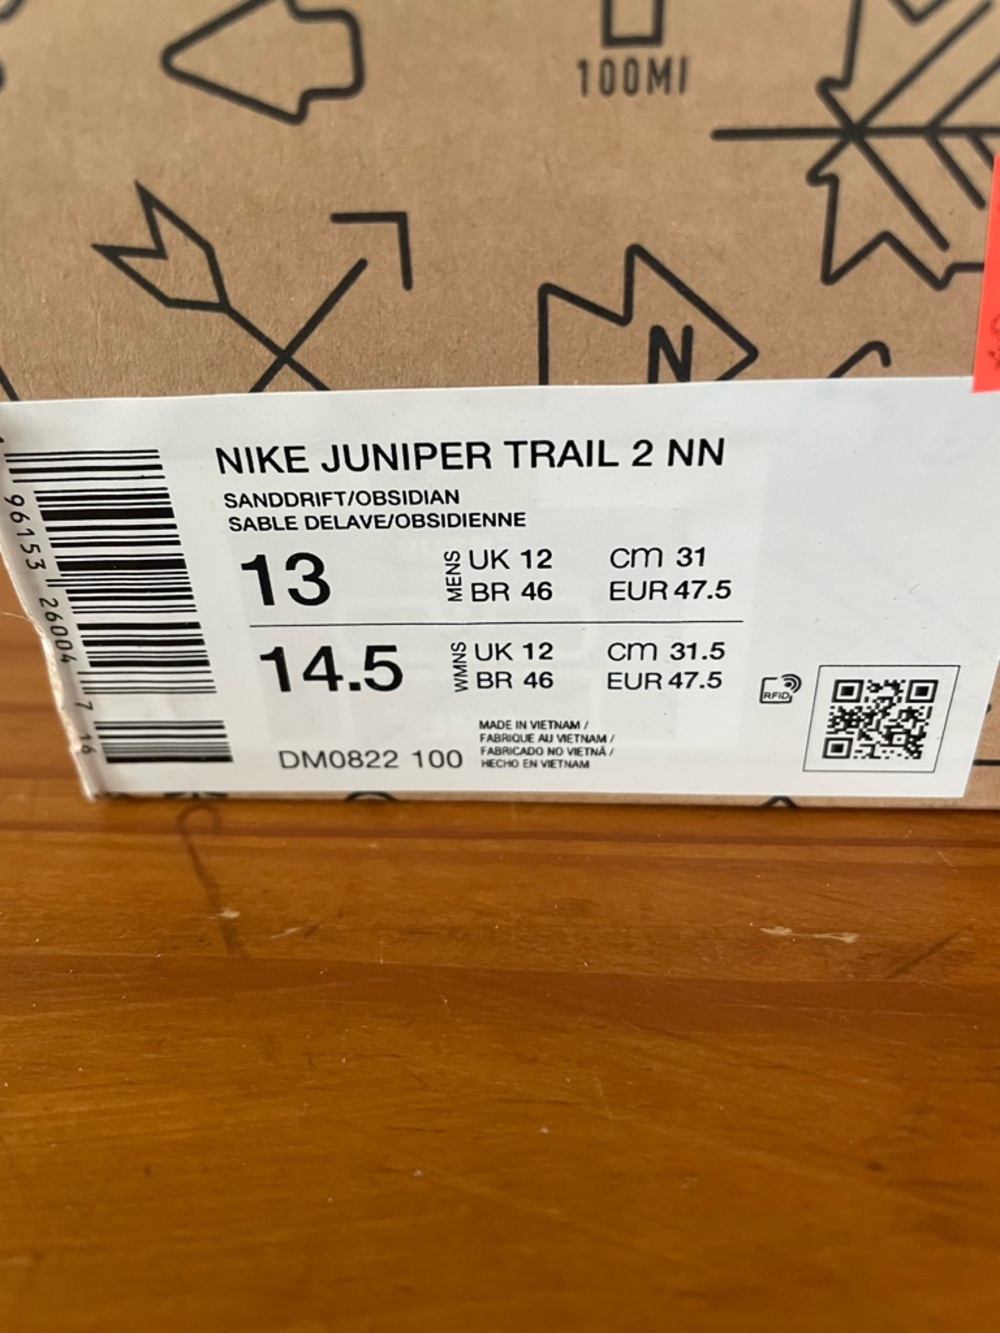 100MI
N
NIKE JUNIPER TRAIL 2 NN
SANDDRIFT/OBSIDIAN
SABLE DELAVE/OBSIDIENNE
13 MENS UK 12 cm 31
BR 46 EUR 47.5
14.5 WMNS UK 12 cm 31.5
BR 46 EUR 47.5
RFID
MADE IN VIETNAM /
FABRIQUE AU VIETNAM /
FABRICADO NO VIETNÃ /
HECHO EN VIETNAM
DM0822 100
96153 26004 7 16